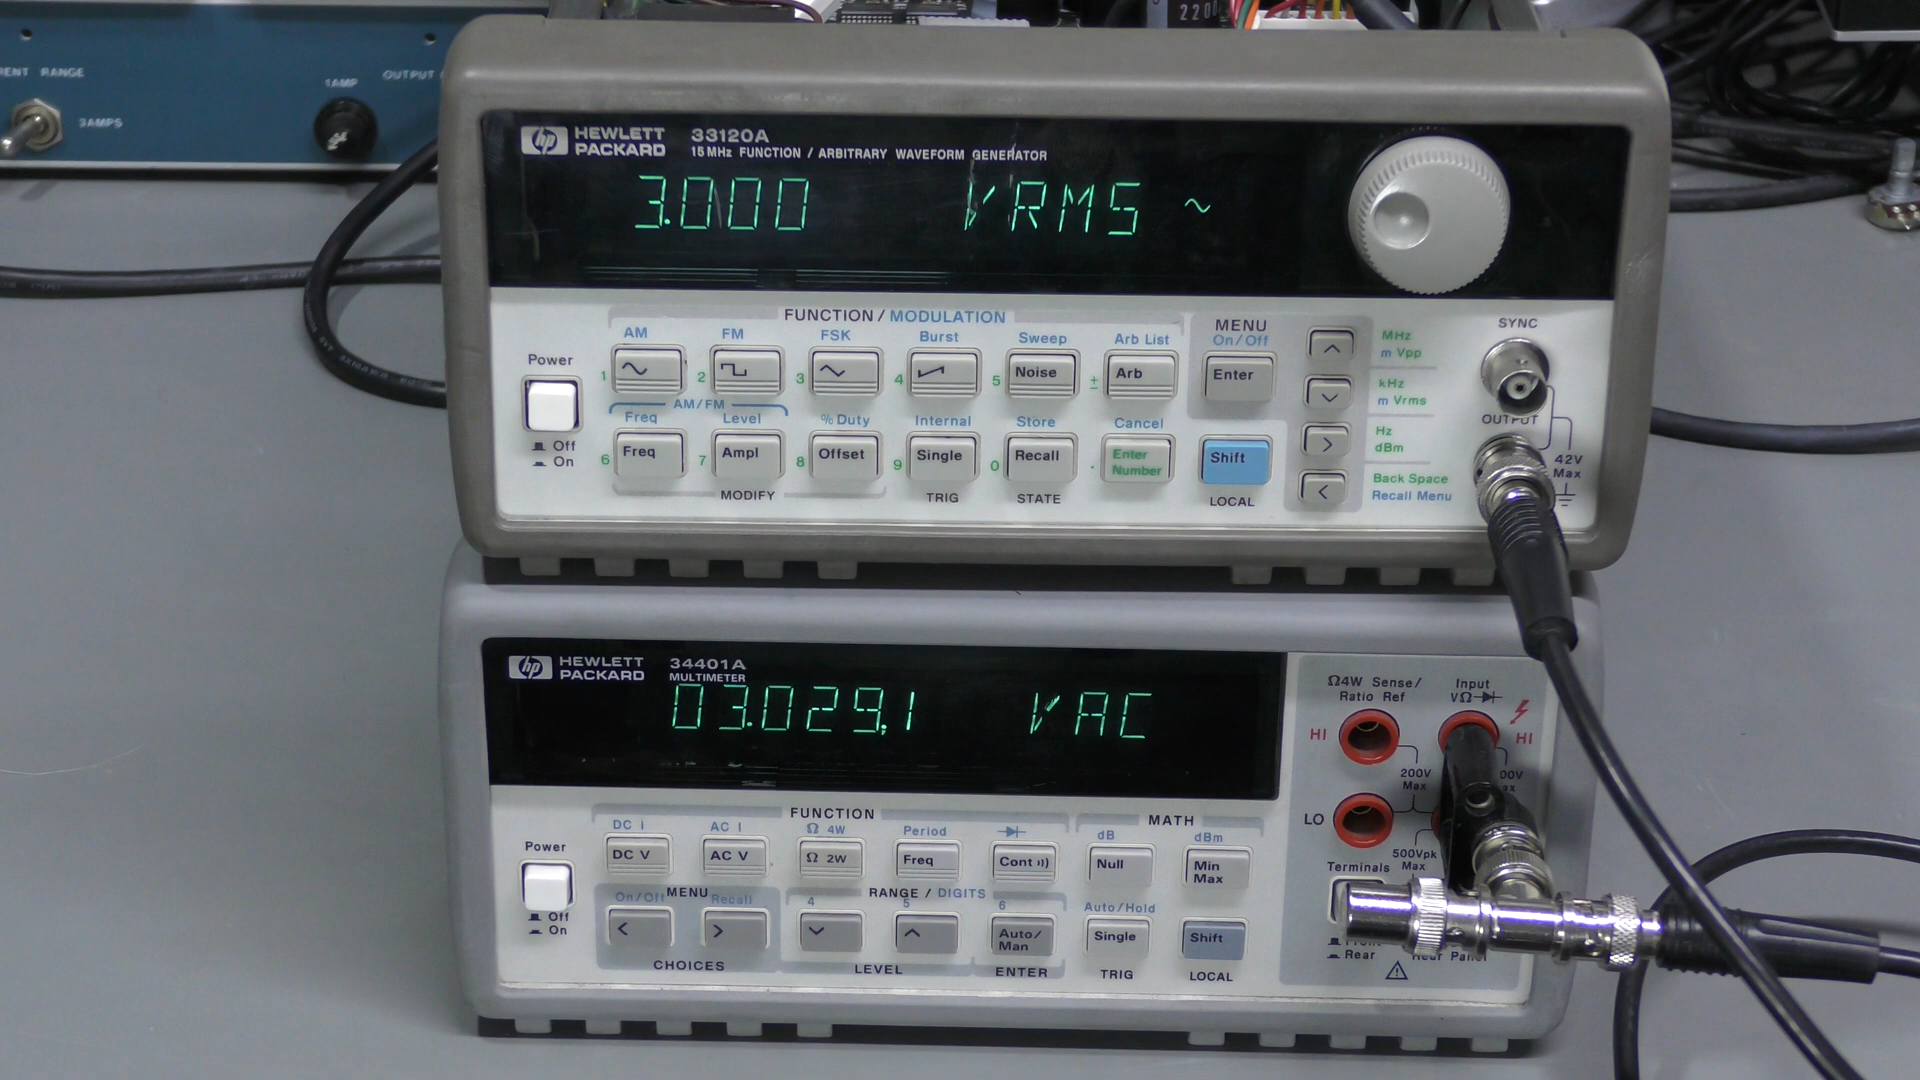 2200
RANGE
3AMPS
1AMP
OUTPUT
hp HEWLETT PACKARD
33120A
15 MHz FUNCTION / ARBITRARY WAVEFORM GENERATOR
3.000 VRMS ~
FUNCTION / MODULATION
AM FM FSK Burst Sweep Arb List
1 2 3 4 5 Noise ± Arb
AM/FM
Freq Level % Duty Internal Store Cancel
6 Freq 7 Ampl 8 Offset 9 Single 0 Recall . Enter Number
MODIFY TRIG STATE
Power
Off
On
MENU
On/Off
Enter
Shift
LOCAL
MHz
m Vpp
kHz
m Vrms
Hz
dBm
Back Space
Recall Menu
SYNC
OUTPUT
42V
Max
hp HEWLETT PACKARD
34401A
MULTIMETER
03.029,1 VAC
FUNCTION
MATH
DC I AC I Ω 4W Period dB dBm
DC V AC V Ω 2W Freq Cont Null Min Max
MENU
RANGE / DIGITS
On/Off Recall 4 5 6 Auto/Hold
< > Auto/ Man Single Shift
CHOICES LEVEL ENTER TRIG LOCAL
Power
Off
On
Ω4W Sense/
Ratio Ref
Input
VΩ
HI HI
200V
Max
LO
500Vpk
Max
Terminals
Rear